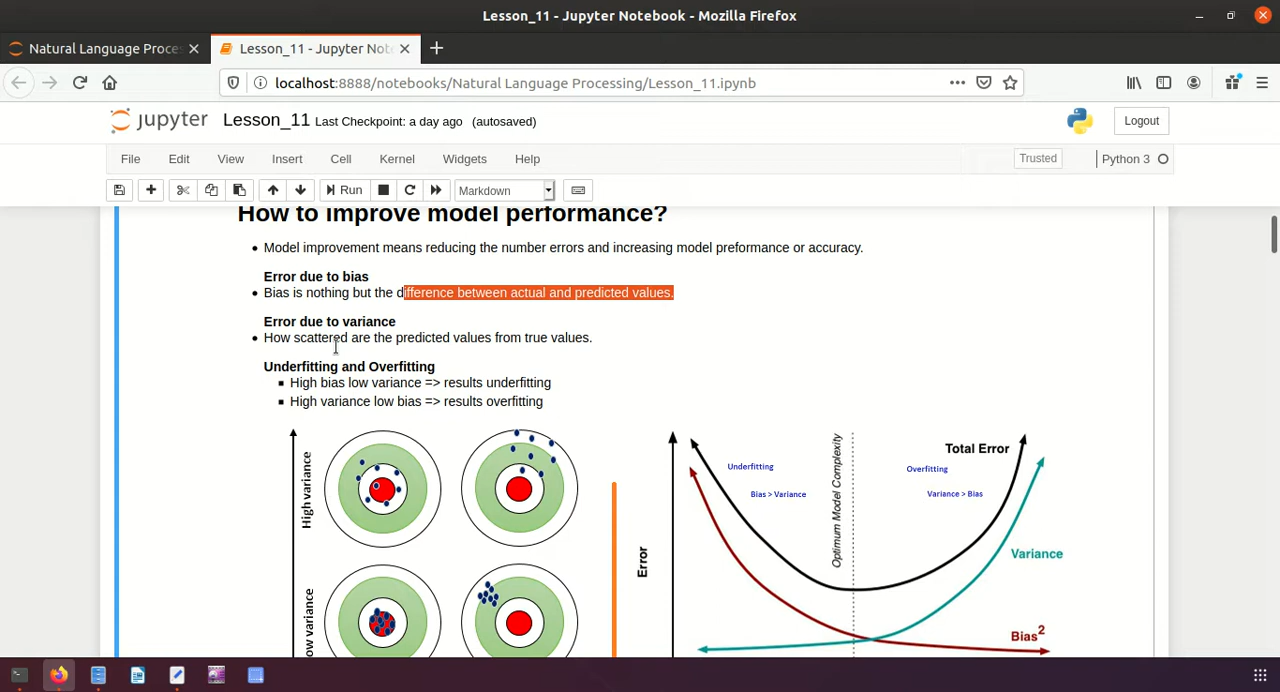 Lesson_11 - Jupyter Notebook - Mozilla Firefox
Natural Language Proce
Lesson_11 - Jupyter Not
localhost:8888/notebooks/Natural Language Processing/Lesson_11.ipynb
jupyter Lesson_11 Last Checkpoint: a day ago (autosaved)
Logout
File Edit View Insert Cell Kernel Widgets Help
Trusted
Python 3
Run
Markdown
How to improve model performance?
Model improvement means reducing the number errors and increasing model preformance or accuracy.
Error due to bias
Bias is nothing but the difference between actual and predicted values.
Error due to variance
How scattered are the predicted values from true values.
Underfitting and Overfitting
High bias low variance => results underfitting
High variance low bias => results overfitting
High variance
ow variance
Error
Underfitting
Bias > Variance
Optimum Model Complexity
Total Error
Overfitting
Variance > Bias
Variance
Bias2